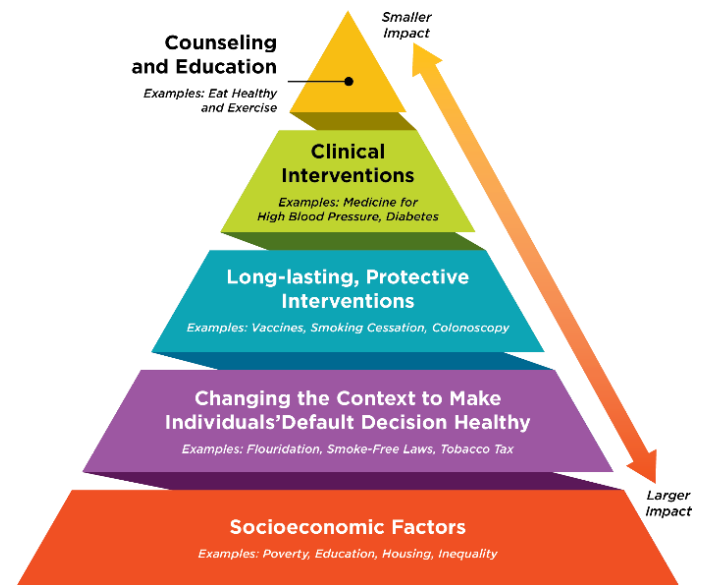 Smaller
Impact
Counseling
and Education
Examples: Eat Healthy
and Exercise
Clinical
Interventions
Examples: Medicine for
High Blood Pressure, Diabetes
Long-lasting, Protective
Interventions
Examples: Vaccines, Smoking Cessation, Colonoscopy
Changing the Context to Make
Individuals’Default Decision Healthy
Examples: Flouridation, Smoke-Free Laws, Tobacco Tax
Larger
Impact
Socioeconomic Factors
Examples: Poverty, Education, Housing, Inequality